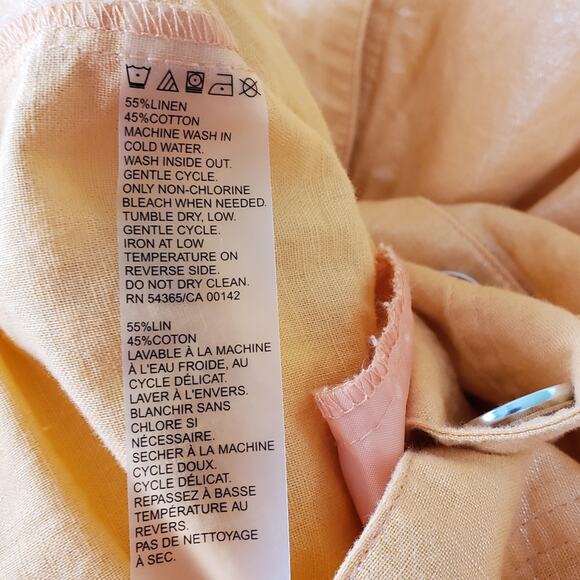 55%LINEN
45%COTTON
MACHINE WASH IN
COLD WATER.
WASH INSIDE OUT.
GENTLE CYCLE.
ONLY NON-CHLORINE
BLEACH WHEN NEEDED.
TUMBLE DRY, LOW.
GENTLE CYCLE.
IRON AT LOW
TEMPERATURE ON
REVERSE SIDE.
DO NOT DRY CLEAN.
RN 54365/CA 00142
55%LIN
45%COTON
LAVABLE À LA MACHINE
À L'EAU FROIDE, AU
CYCLE DÉLICAT.
LAVER À L'ENVERS.
BLANCHIR SANS
CHLORE SI
NÉCESSAIRE.
SECHER À LA MACHINE
CYCLE DOUX.
CYCLE DÉLICAT.
REPASSEZ À BASSE
TEMPÉRATURE AU
REVERS.
PAS DE NETTOYAGE
À SEC.